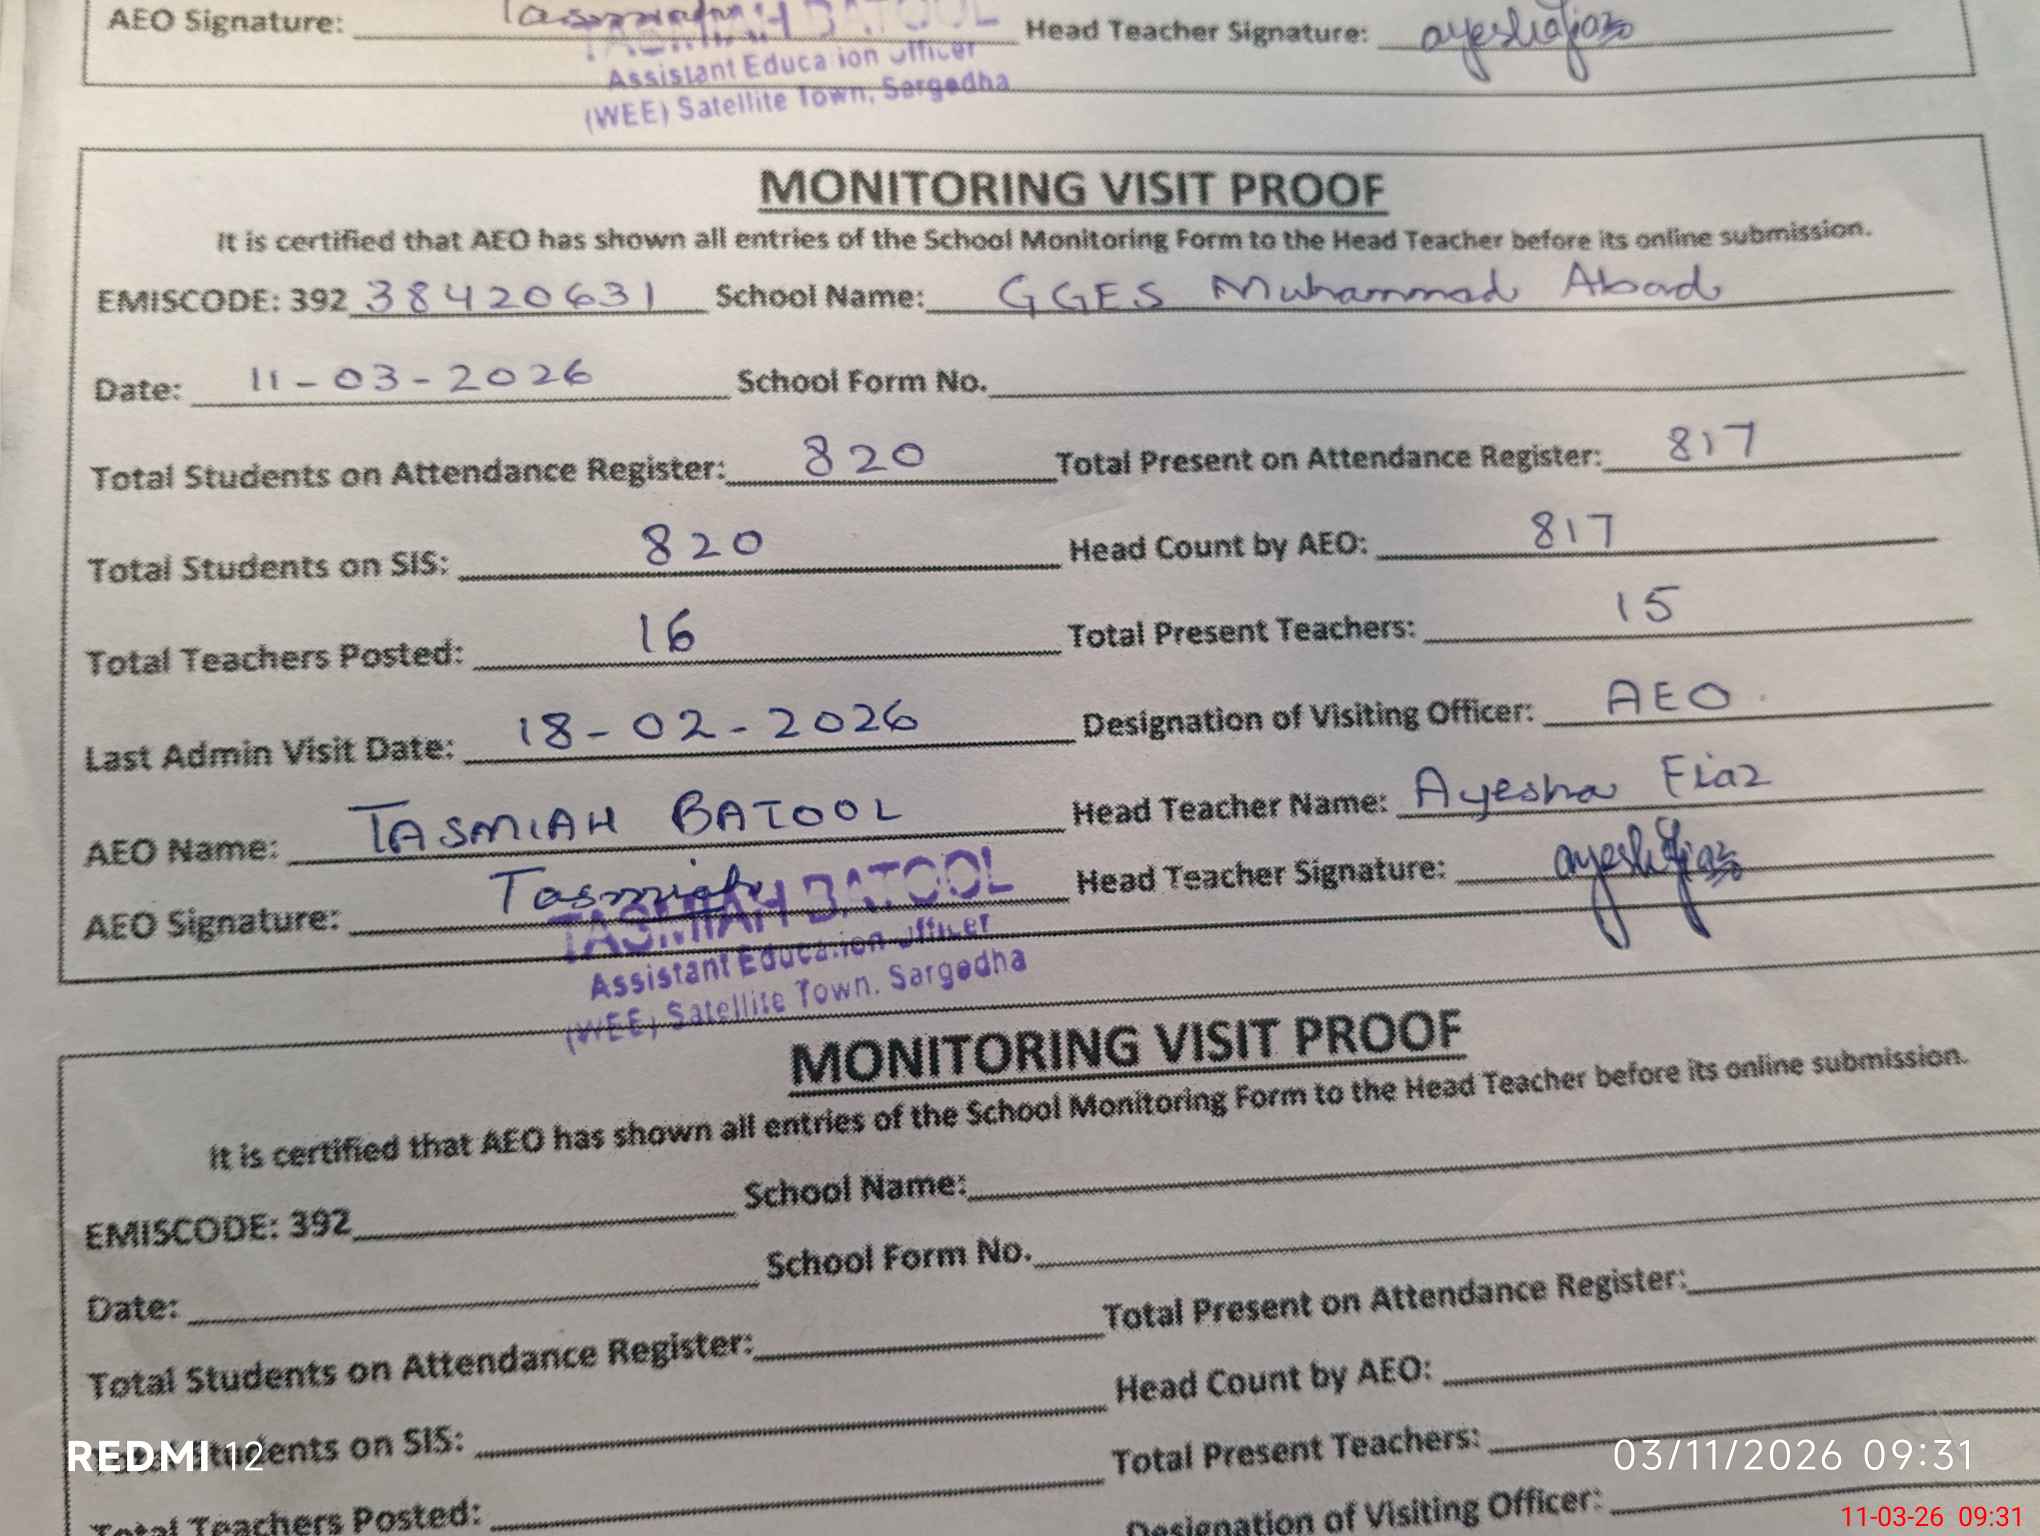 AEO Signature: Tasmiah Head Teacher Signature: ayeshafiaz
TASMIAH BATOOL
Assistant Education Officer
(WEE) Satellite Town, Sargodha
MONITORING VISIT PROOF
It is certified that AEO has shown all entries of the School Monitoring Form to the Head Teacher before its online submission.
EMISCODE: 392 38420631 School Name: GGES Muhammad Abad
Date: 11-03-2026 School Form No.
Total Students on Attendance Register: 820 Total Present on Attendance Register: 817
Total Students on SIS: 820 Head Count by AEO: 817
Total Teachers Posted: 16 Total Present Teachers: 15
Last Admin Visit Date: 18-02-2026 Designation of Visiting Officer: AEO
AEO Name: TASMIAH BATOOL Head Teacher Name: Ayesha Fiaz
AEO Signature: Tasmiah Head Teacher Signature: ayeshafiaz
TASMIAH BATOOL
Assistant Education Officer
(WEE) Satellite Town, Sargodha
MONITORING VISIT PROOF
It is certified that AEO has shown all entries of the School Monitoring Form to the Head Teacher before its online submission.
EMISCODE: 392 School Name:
Date: School Form No.
Total Students on Attendance Register: Total Present on Attendance Register:
Total Students on SIS: Head Count by AEO:
Total Teachers Posted: Total Present Teachers:
Designation of Visiting Officer:
REDMI 12
03/11/2026 09:31
11-03-26 09:31